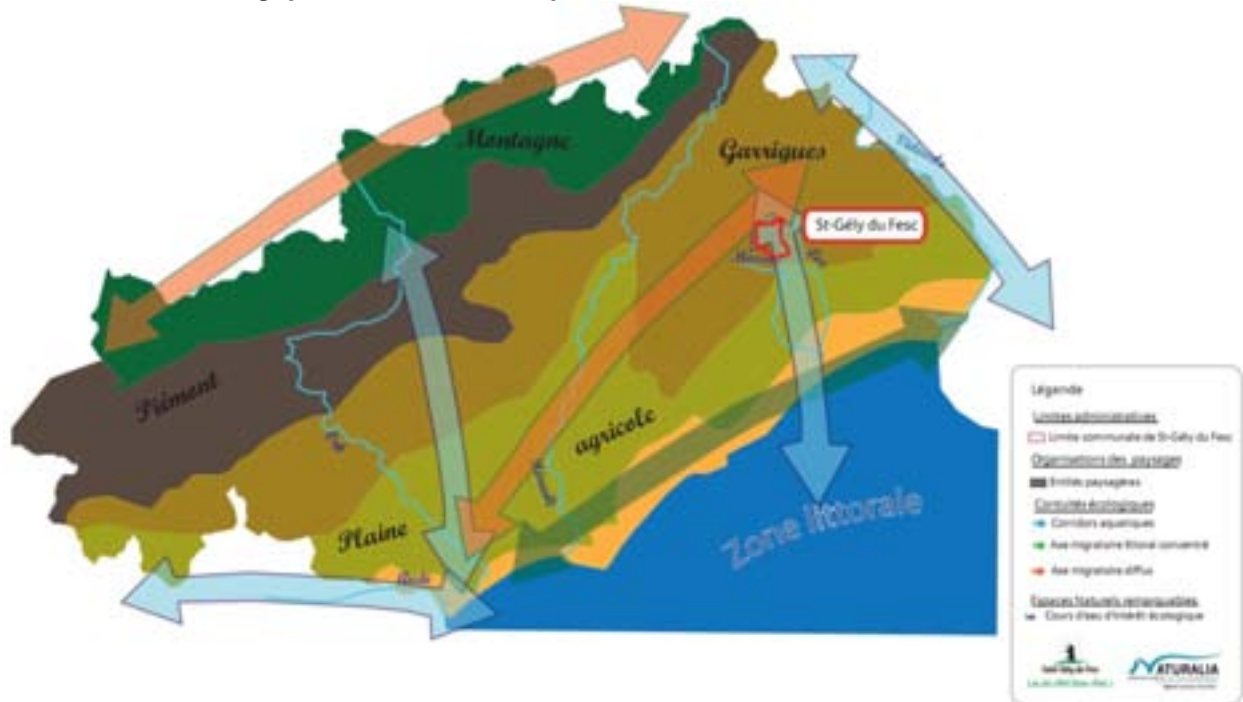 Montagne
Garrigues
Vidourle
St-Gély du Fesc
Piémont
agricole
Plaine
Aude
Zone littorale
Légende
Limites administratives
Limite communale de St-Gély du Fesc
Organisations des paysages
Entités paysagères
Corridors aquatiques
Axe migratoire littoral concentré
Axe migratoire diffus
Espaces Naturels remarquables
Cours d'eau d'intérêt écologique
NATURALIA